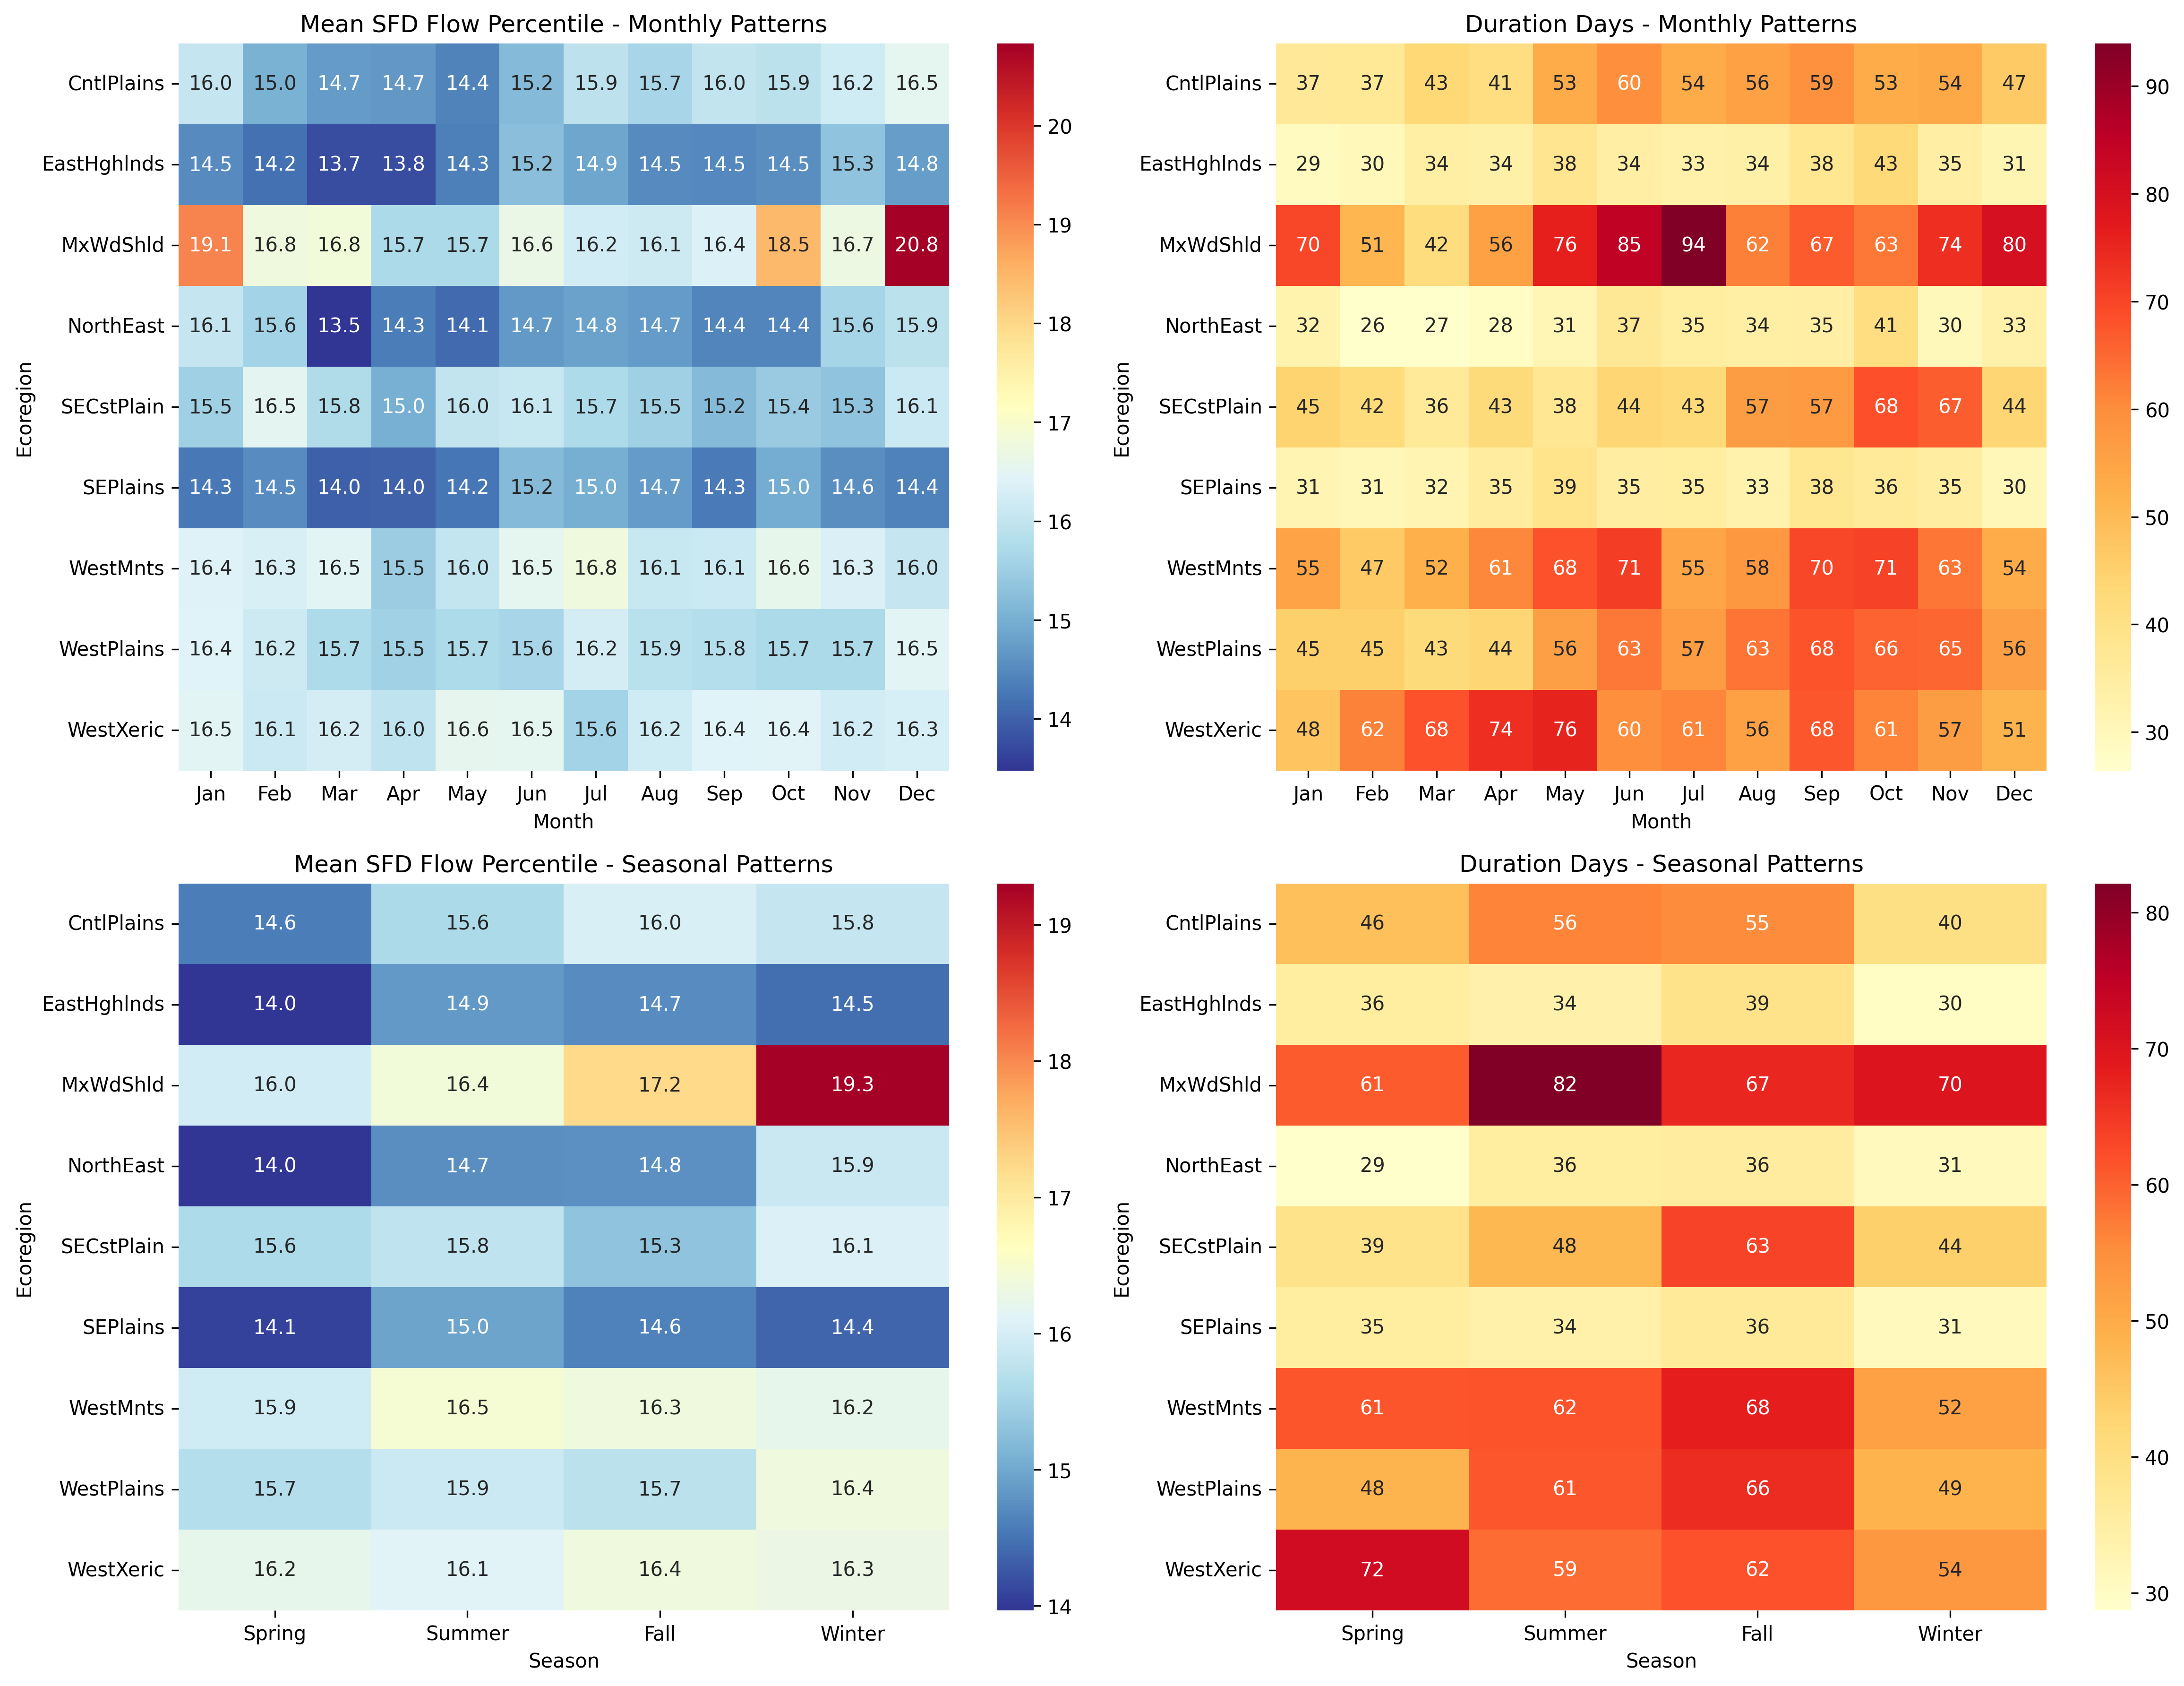 Mean SFD Flow Percentile - Monthly Patterns
Ecoregion
CntlPlains 16.0 15.0 14.7 14.7 14.4 15.2 15.9 15.7 16.0 15.9 16.2 16.5
EastHghlnds 14.5 14.2 13.7 13.8 14.3 15.2 14.9 14.5 14.5 14.5 15.3 14.8
MxWdShld 19.1 16.8 16.8 15.7 15.7 16.6 16.2 16.1 16.4 18.5 16.7 20.8
NorthEast 16.1 15.6 13.5 14.3 14.1 14.7 14.8 14.7 14.4 14.4 15.6 15.9
SECstPlain 15.5 16.5 15.8 15.0 16.0 16.1 15.7 15.5 15.2 15.4 15.3 16.1
SEPlains 14.3 14.5 14.0 14.0 14.2 15.2 15.0 14.7 14.3 15.0 14.6 14.4
WestMnts 16.4 16.3 16.5 15.5 16.0 16.5 16.8 16.1 16.1 16.6 16.3 16.0
WestPlains 16.4 16.2 15.7 15.5 15.7 15.6 16.2 15.9 15.8 15.7 15.7 16.5
WestXeric 16.5 16.1 16.2 16.0 16.6 16.5 15.6 16.2 16.4 16.4 16.2 16.3
Jan Feb Mar Apr May Jun Jul Aug Sep Oct Nov Dec
Month
20
19
18
17
16
15
14
Duration Days - Monthly Patterns
Ecoregion
CntlPlains 37 37 43 41 53 60 54 56 59 53 54 47
EastHghlnds 29 30 34 34 38 34 33 34 38 43 35 31
MxWdShld 70 51 42 56 76 85 94 62 67 63 74 80
NorthEast 32 26 27 28 31 37 35 34 35 41 30 33
SECstPlain 45 42 36 43 38 44 43 57 57 68 67 44
SEPlains 31 31 32 35 39 35 35 33 38 36 35 30
WestMnts 55 47 52 61 68 71 55 58 70 71 63 54
WestPlains 45 45 43 44 56 63 57 63 68 66 65 56
WestXeric 48 62 68 74 76 60 61 56 68 61 57 51
Jan Feb Mar Apr May Jun Jul Aug Sep Oct Nov Dec
Month
90
80
70
60
50
40
30
Mean SFD Flow Percentile - Seasonal Patterns
Ecoregion
CntlPlains 14.6 15.6 16.0 15.8
EastHghlnds 14.0 14.9 14.7 14.5
MxWdShld 16.0 16.4 17.2 19.3
NorthEast 14.0 14.7 14.8 15.9
SECstPlain 15.6 15.8 15.3 16.1
SEPlains 14.1 15.0 14.6 14.4
WestMnts 15.9 16.5 16.3 16.2
WestPlains 15.7 15.9 15.7 16.4
WestXeric 16.2 16.1 16.4 16.3
Spring Summer Fall Winter
Season
19
18
17
16
15
14
Duration Days - Seasonal Patterns
Ecoregion
CntlPlains 46 56 55 40
EastHghlnds 36 34 39 30
MxWdShld 61 82 67 70
NorthEast 29 36 36 31
SECstPlain 39 48 63 44
SEPlains 35 34 36 31
WestMnts 61 62 68 52
WestPlains 48 61 66 49
WestXeric 72 59 62 54
Spring Summer Fall Winter
Season
80
70
60
50
40
30